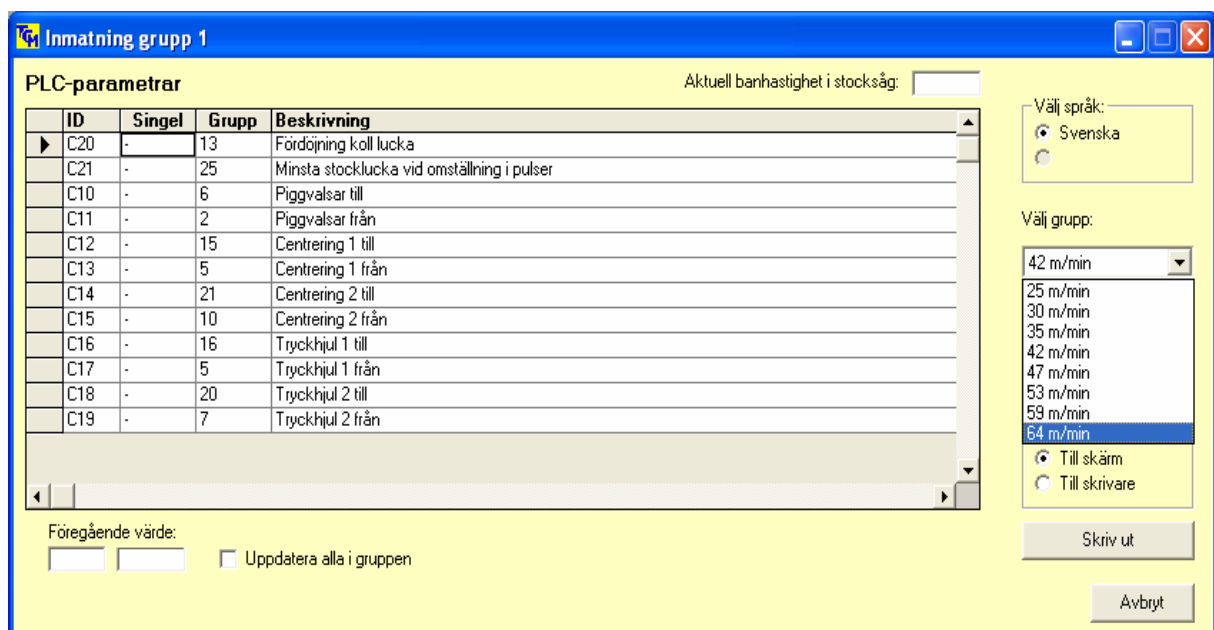 TCM Inmatning grupp 1
PLC-parametrar
Aktuell banhastighet i stocksåg:
ID Singel Grupp Beskrivning
C20 - 13 Fördöjning koll lucka
C21 - 25 Minsta stocklucka vid omställning i pulser
C10 - 6 Piggvalsar till
C11 - 2 Piggvalsar från
C12 - 15 Centrering 1 till
C13 - 5 Centrering 1 från
C14 - 21 Centrering 2 till
C15 - 10 Centrering 2 från
C16 - 16 Tryckhjul 1 till
C17 - 5 Tryckhjul 1 från
C18 - 20 Tryckhjul 2 till
C19 - 7 Tryckhjul 2 från
Föregående värde:
Uppdatera alla i gruppen
Välj språk:
Svenska
Välj grupp:
42 m/min
25 m/min
30 m/min
35 m/min
42 m/min
47 m/min
53 m/min
59 m/min
64 m/min
Till skärm
Till skrivare
Skriv ut
Avbryt